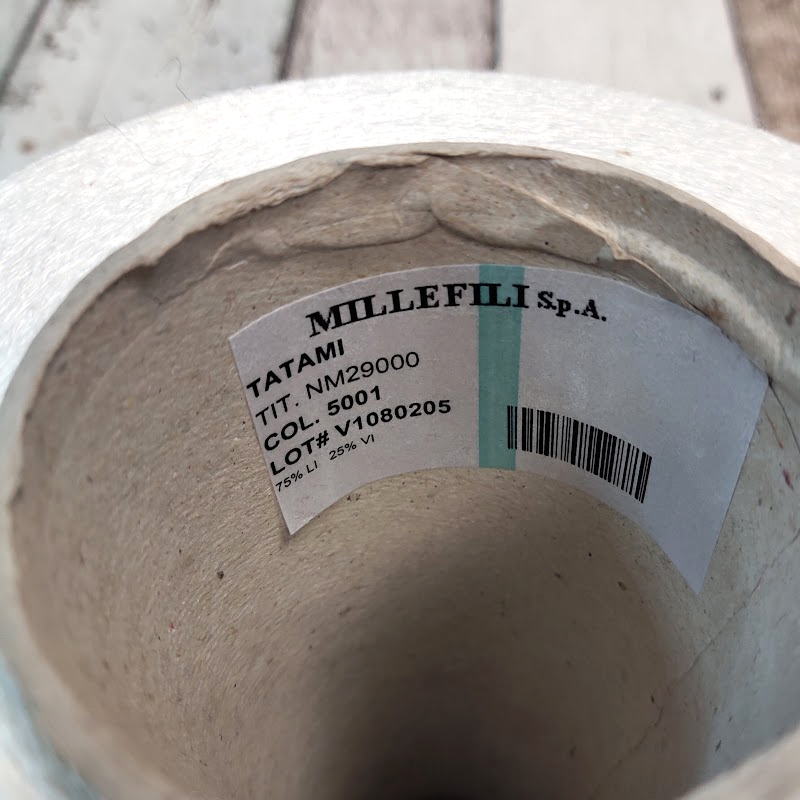 MILLEFILI S.p.A.
TATAMI
TIT. NM29000
COL. 5001
LOT# V1080205
75% LI 25% VI